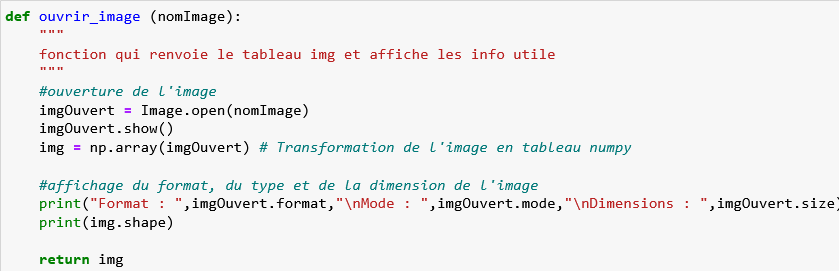 def ouvrir_image (nomImage):
"""
fonction qui renvoie le tableau img et affiche les info utile
"""
#ouverture de l'image
imgOuvert = Image.open(nomImage)
imgOuvert.show()
img = np.array(imgOuvert) # Transformation de l'image en tableau numpy
#affichage du format, du type et de la dimension de l'image
print("Format : ",imgOuvert.format,"\nMode : ",imgOuvert.mode,"\nDimensions : ",imgOuvert.size)
print(img.shape)
return img